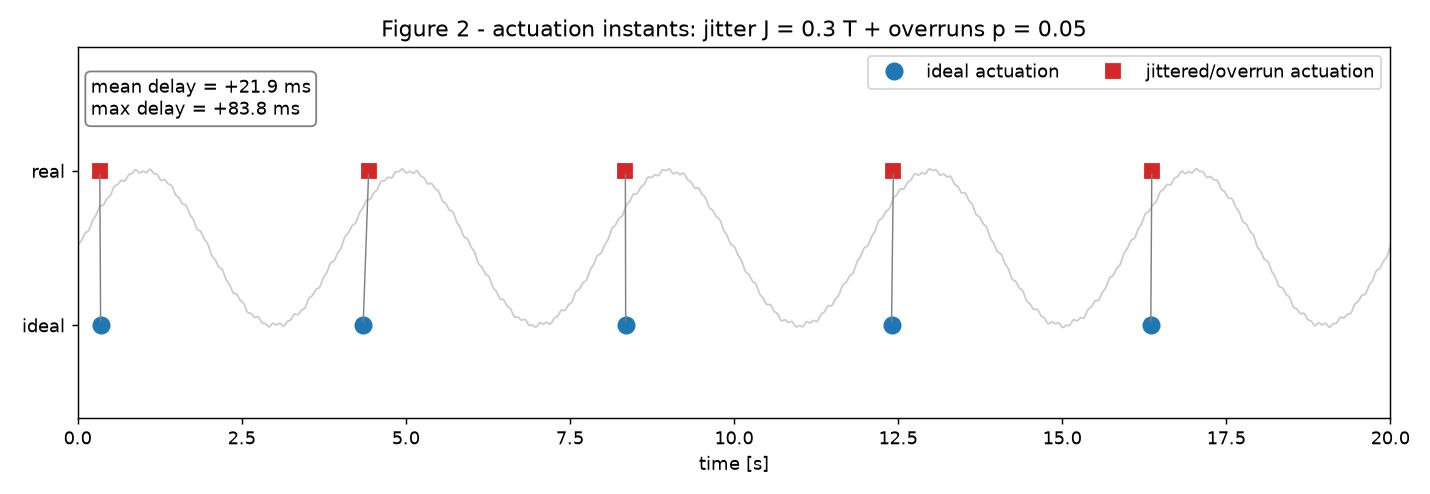 Figure 2 - actuation instants: jitter J = 0.3 T + overruns p = 0.05
mean delay = +21.9 ms
max delay = +83.8 ms
ideal actuation
jittered/overrun actuation
real
ideal
0.0
2.5
5.0
7.5
10.0
12.5
15.0
17.5
20.0
time [s]